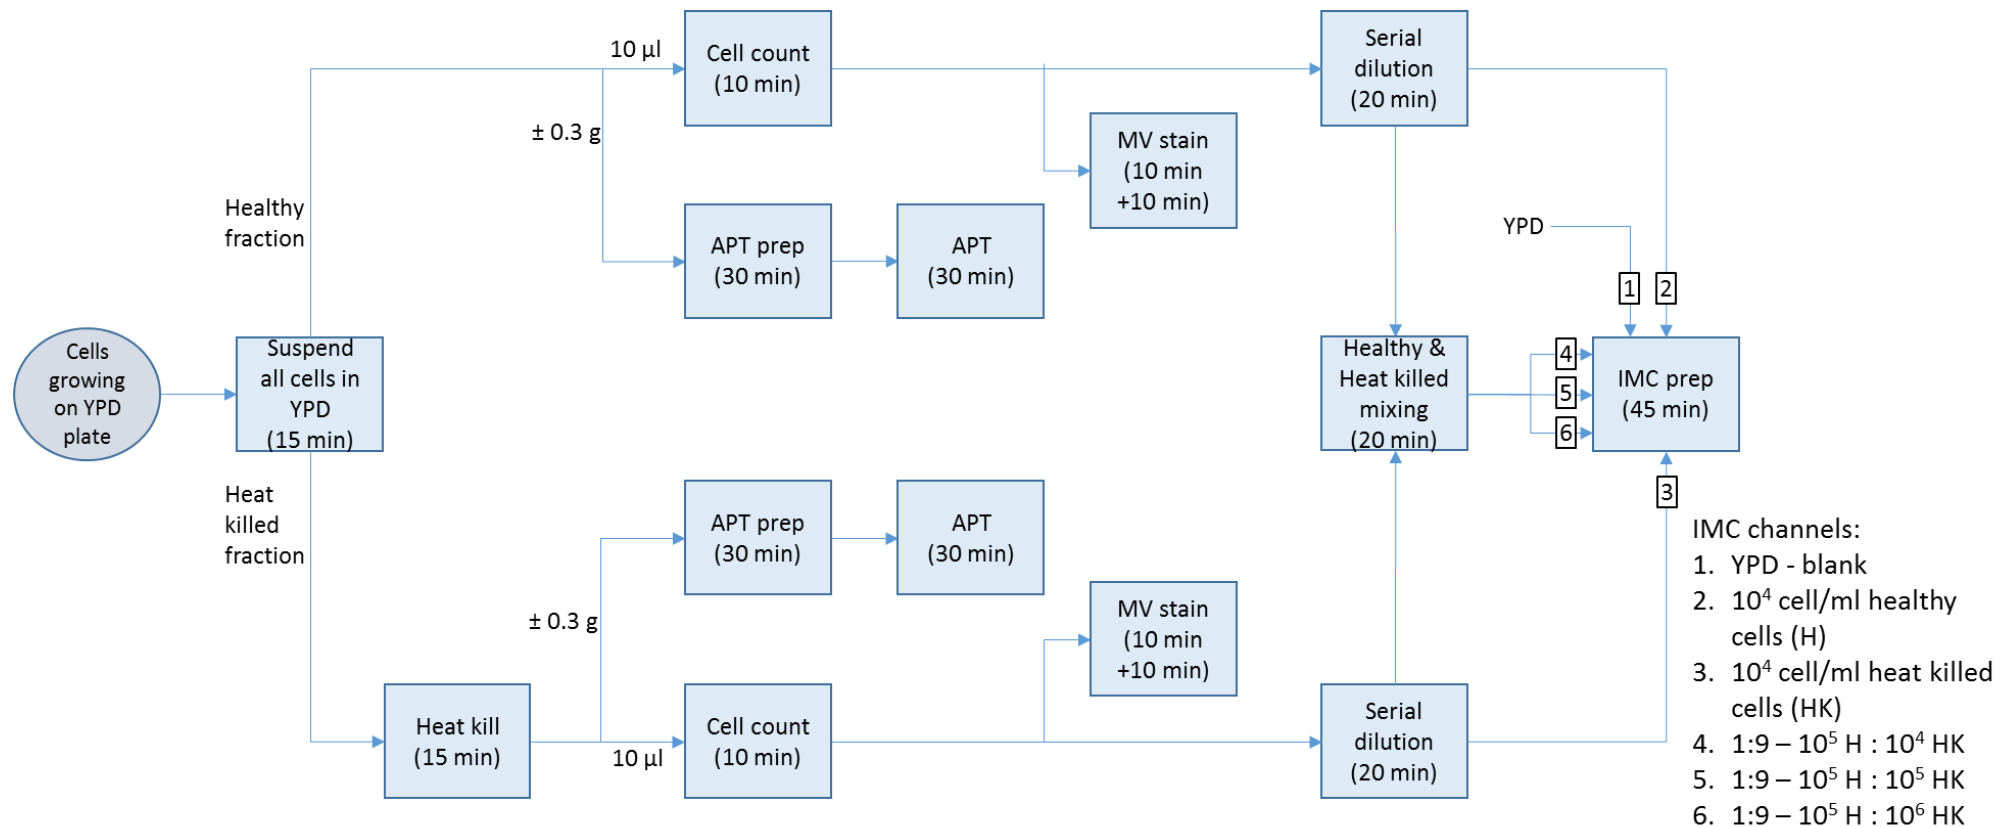 10 µl
Cell count
(10 min)
Serial
dilution
(20 min)
± 0.3 g
MV stain
(10 min
+10 min)
Healthy
fraction
APT prep
(30 min)
APT
(30 min)
YPD
1
2
Cells
growing
on YPD
plate
Suspend
all cells in
YPD
(15 min)
Healthy &
Heat killed
mixing
(20 min)
4
5
6
IMC prep
(45 min)
3
Heat
killed
fraction
APT prep
(30 min)
APT
(30 min)
± 0.3 g
MV stain
(10 min
+10 min)
Heat kill
(15 min)
10 µl
Cell count
(10 min)
Serial
dilution
(20 min)
IMC channels:
1. YPD - blank
2. 10⁴ cell/ml healthy
cells (H)
3. 10⁴ cell/ml heat killed
cells (HK)
4. 1:9 – 10⁵ H : 10⁴ HK
5. 1:9 – 10⁵ H : 10⁵ HK
6. 1:9 – 10⁵ H : 10⁶ HK